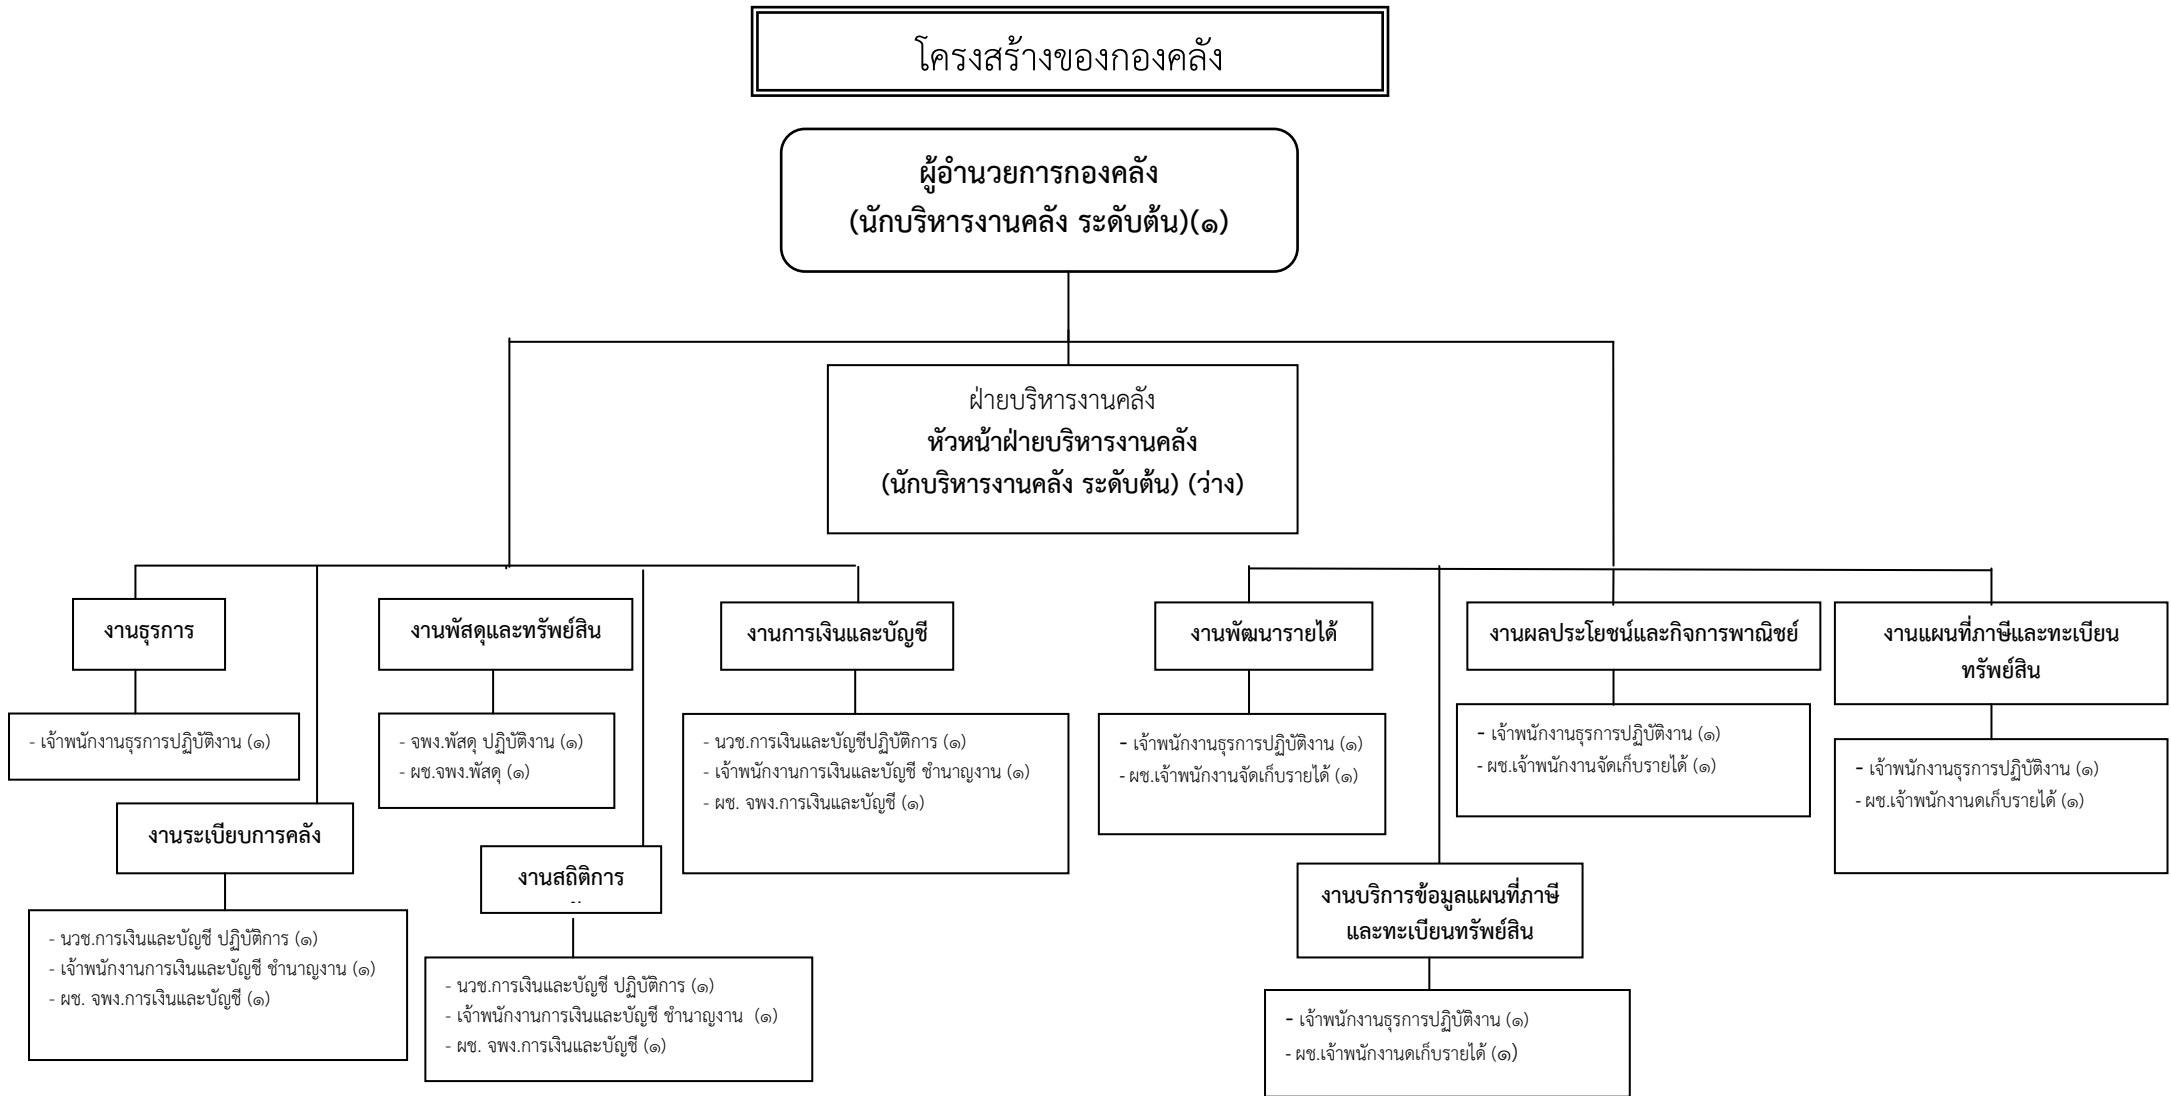 โครงสร้างของกองคลัง
ผู้อำนวยการกองคลัง
(นักบริหารงานคลัง ระดับต้น)(๑)
ฝ่ายบริหารงานคลัง
หัวหน้าฝ่ายบริหารงานคลัง
(นักบริหารงานคลัง ระดับต้น) (ว่าง)
งานธุรการ
- เจ้าพนักงานธุรการปฏิบัติงาน (๑)
งานพัสดุและทรัพย์สิน
- จพง.พัสดุ ปฏิบัติงาน (๑)
- ผช.จพง.พัสดุ (๑)
งานการเงินและบัญชี
- นวช.การเงินและบัญชีปฏิบัติการ (๑)
- เจ้าพนักงานการเงินและบัญชี ชำนาญงาน (๑)
- ผช. จพง.การเงินและบัญชี (๑)
งานพัฒนารายได้
- เจ้าพนักงานธุรการปฏิบัติงาน (๑)
- ผช.เจ้าพนักงานจัดเก็บรายได้ (๑)
งานผลประโยชน์และกิจการพาณิชย์
- เจ้าพนักงานธุรการปฏิบัติงาน (๑)
- ผช.เจ้าพนักงานจัดเก็บรายได้ (๑)
งานแผนที่ภาษีและทะเบียน
ทรัพย์สิน
- เจ้าพนักงานธุรการปฏิบัติงาน (๑)
- ผช.เจ้าพนักงานดเก็บรายได้ (๑)
งานระเบียบการคลัง
- นวช.การเงินและบัญชี ปฏิบัติการ (๑)
- เจ้าพนักงานการเงินและบัญชี ชำนาญงาน (๑)
- ผช. จพง.การเงินและบัญชี (๑)
งานสถิติการ
- นวช.การเงินและบัญชี ปฏิบัติการ (๑)
- เจ้าพนักงานการเงินและบัญชี ชำนาญงาน (๑)
- ผช. จพง.การเงินและบัญชี (๑)
งานบริการข้อมูลแผนที่ภาษี
และทะเบียนทรัพย์สิน
- เจ้าพนักงานธุรการปฏิบัติงาน (๑)
- ผช.เจ้าพนักงานดเก็บรายได้ (๑)